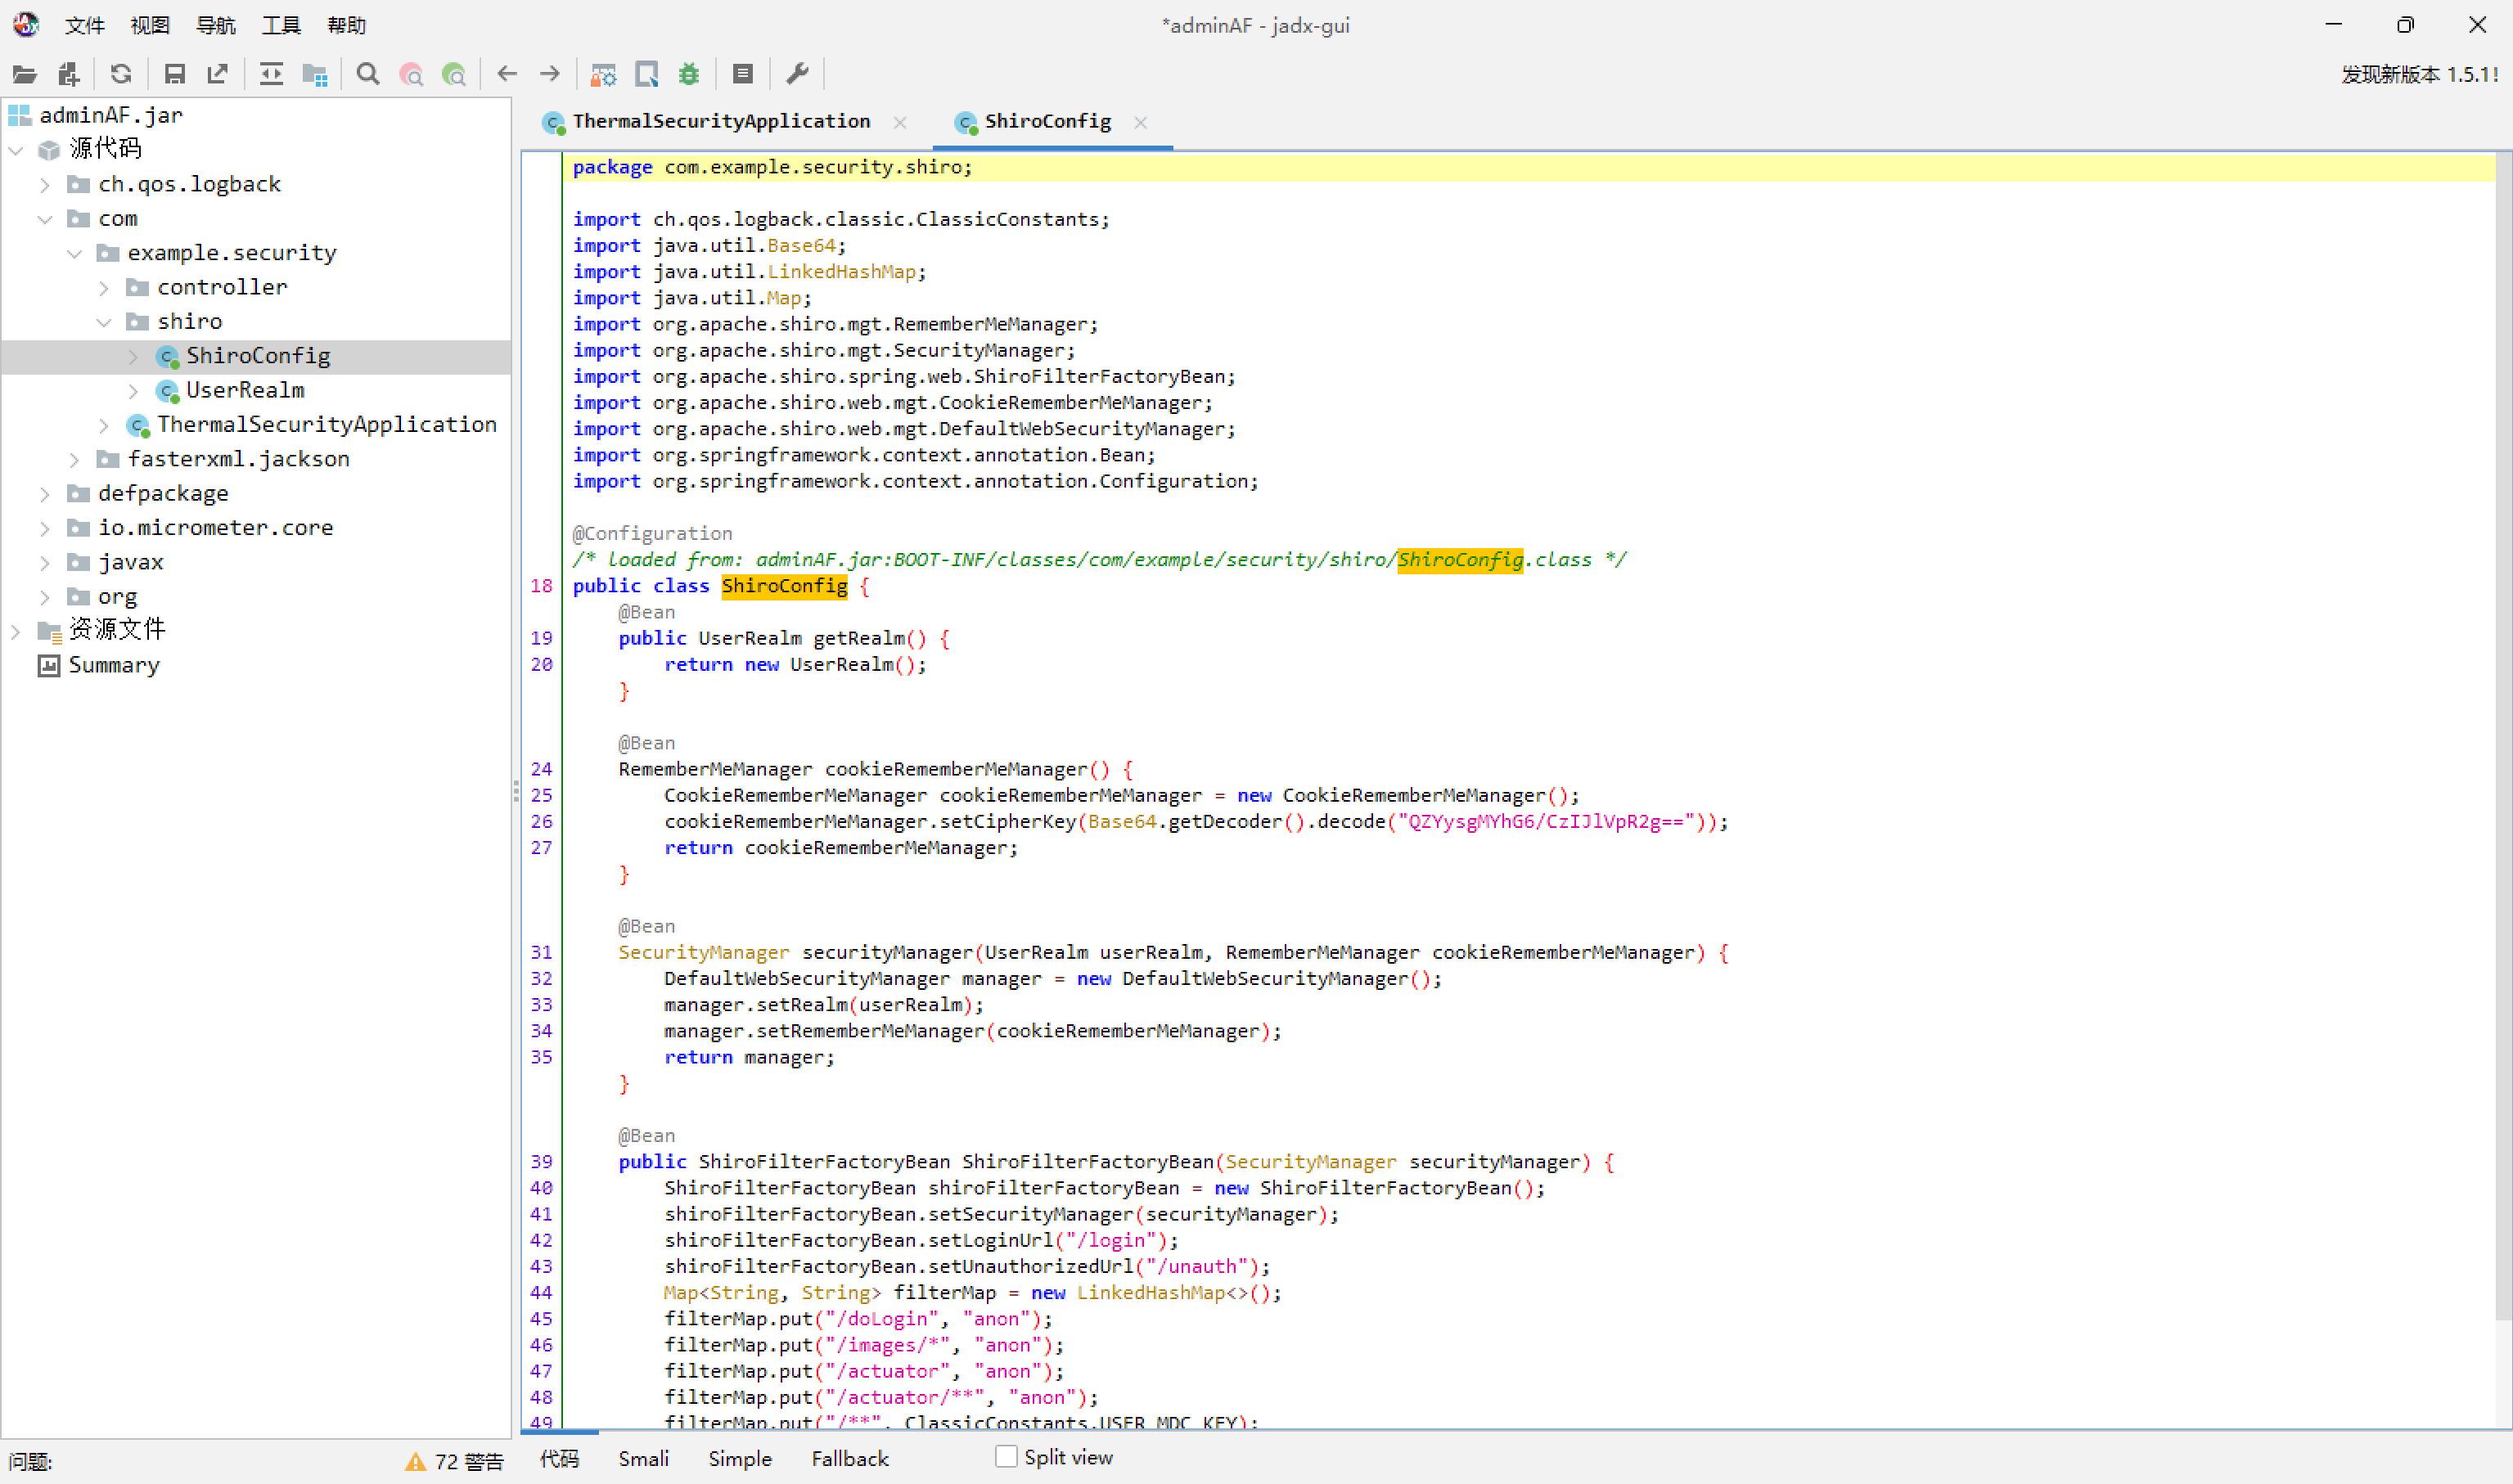 文件 视图 导航 工具 帮助
*adminAF - jadx-gui
发现新版本 1.5.1!
adminAF.jar
源代码
ch.qos.logback
com
example.security
controller
shiro
ShiroConfig
UserRealm
ThermalSecurityApplication
fasterxml.jackson
defpackage
io.micrometer.core
javax
org
资源文件
Summary
问题:
72 警告
ThermalSecurityApplication ShiroConfig
package com.example.security.shiro;
import ch.qos.logback.classic.ClassicConstants;
import java.util.Base64;
import java.util.LinkedHashMap;
import java.util.Map;
import org.apache.shiro.mgt.RememberMeManager;
import org.apache.shiro.mgt.SecurityManager;
import org.apache.shiro.spring.web.ShiroFilterFactoryBean;
import org.apache.shiro.web.mgt.CookieRememberMeManager;
import org.apache.shiro.web.mgt.DefaultWebSecurityManager;
import org.springframework.context.annotation.Bean;
import org.springframework.context.annotation.Configuration;
@Configuration
/* loaded from: adminAF.jar:BOOT-INF/classes/com/example/security/shiro/ShiroConfig.class */
18 public class ShiroConfig {
@Bean
19 public UserRealm getRealm() {
20 return new UserRealm();
}
@Bean
24 RememberMeManager cookieRememberMeManager() {
25 CookieRememberMeManager cookieRememberMeManager = new CookieRememberMeManager();
26 cookieRememberMeManager.setCipherKey(Base64.getDecoder().decode("QZYysgMYhG6/CzIJlVpR2g=="));
27 return cookieRememberMeManager;
}
@Bean
31 SecurityManager securityManager(UserRealm userRealm, RememberMeManager cookieRememberMeManager) {
32 DefaultWebSecurityManager manager = new DefaultWebSecurityManager();
33 manager.setRealm(userRealm);
34 manager.setRememberMeManager(cookieRememberMeManager);
35 return manager;
}
@Bean
39 public ShiroFilterFactoryBean ShiroFilterFactoryBean(SecurityManager securityManager) {
40 ShiroFilterFactoryBean shiroFilterFactoryBean = new ShiroFilterFactoryBean();
41 shiroFilterFactoryBean.setSecurityManager(securityManager);
42 shiroFilterFactoryBean.setLoginUrl("/login");
43 shiroFilterFactoryBean.setUnauthorizedUrl("/unauth");
44 Map<String, String> filterMap = new LinkedHashMap<>();
45 filterMap.put("/doLogin", "anon");
46 filterMap.put("/images/*", "anon");
47 filterMap.put("/actuator", "anon");
48 filterMap.put("/actuator/**", "anon");
49 filterMap.put("/**", ClassicConstants.USER_MDC_KEY);
代码 Smali Simple Fallback Split view